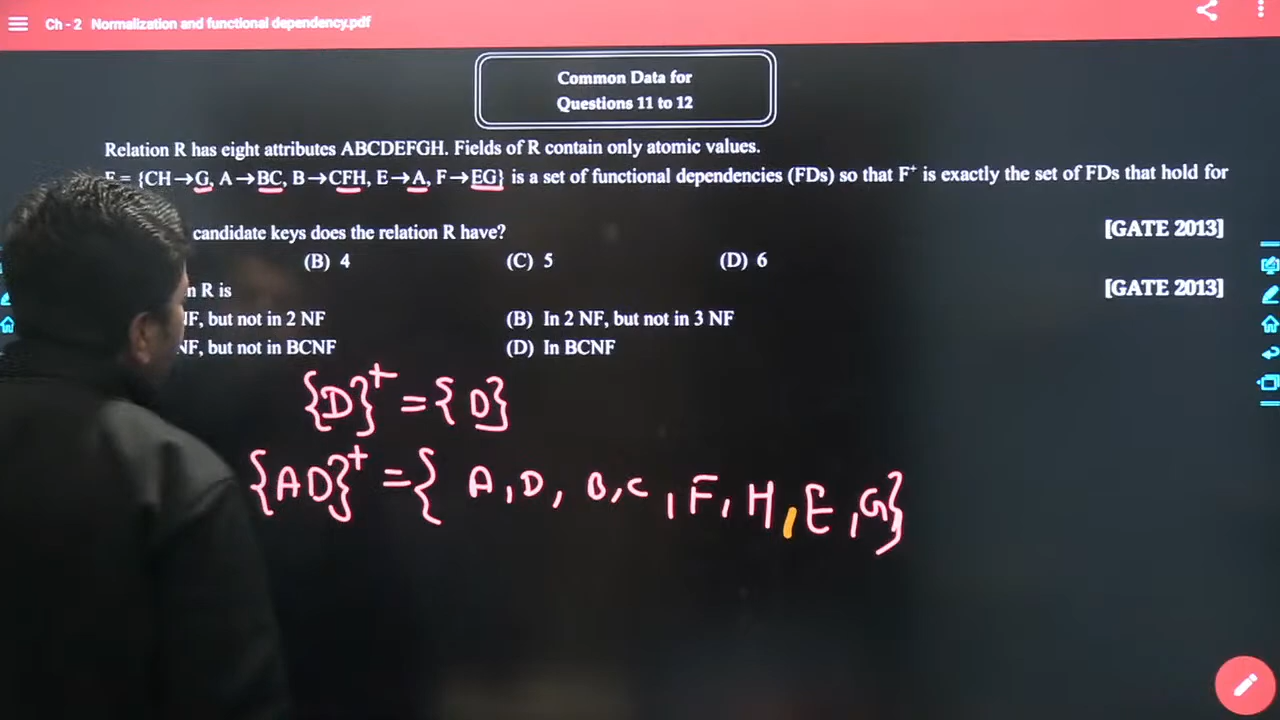 Ch - 2 Normalization and functional dependency.pdf
Common Data for
Questions 11 to 12
Relation R has eight attributes ABCDEFGH. Fields of R contain only atomic values.
F = {CH→G, A→BC, B→CFH, E→A, F→EG} is a set of functional dependencies (FDs) so that F⁺ is exactly the set of FDs that hold for
candidate keys does the relation R have? [GATE 2013]
(B) 4 (C) 5 (D) 6
R is [GATE 2013]
NF, but not in 2 NF (B) In 2 NF, but not in 3 NF
NF, but not in BCNF (D) In BCNF
{D}⁺ = {D}
{AD}⁺ = {A, D, B, C, F, H, E, G}